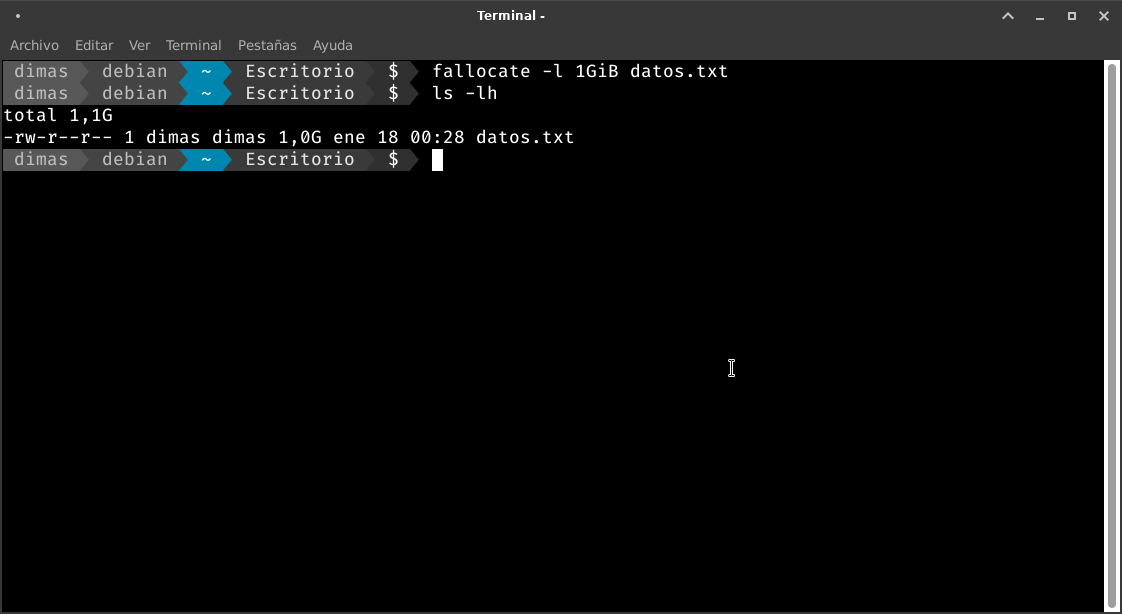 Terminal -
Archivo Editar Ver Terminal Pestañas Ayuda
dimas debian ~ Escritorio $ fallocate -l 1GiB datos.txt
dimas debian ~ Escritorio $ ls -lh
total 1,1G
-rw-r--r-- 1 dimas dimas 1,0G ene 18 00:28 datos.txt
dimas debian ~ Escritorio $